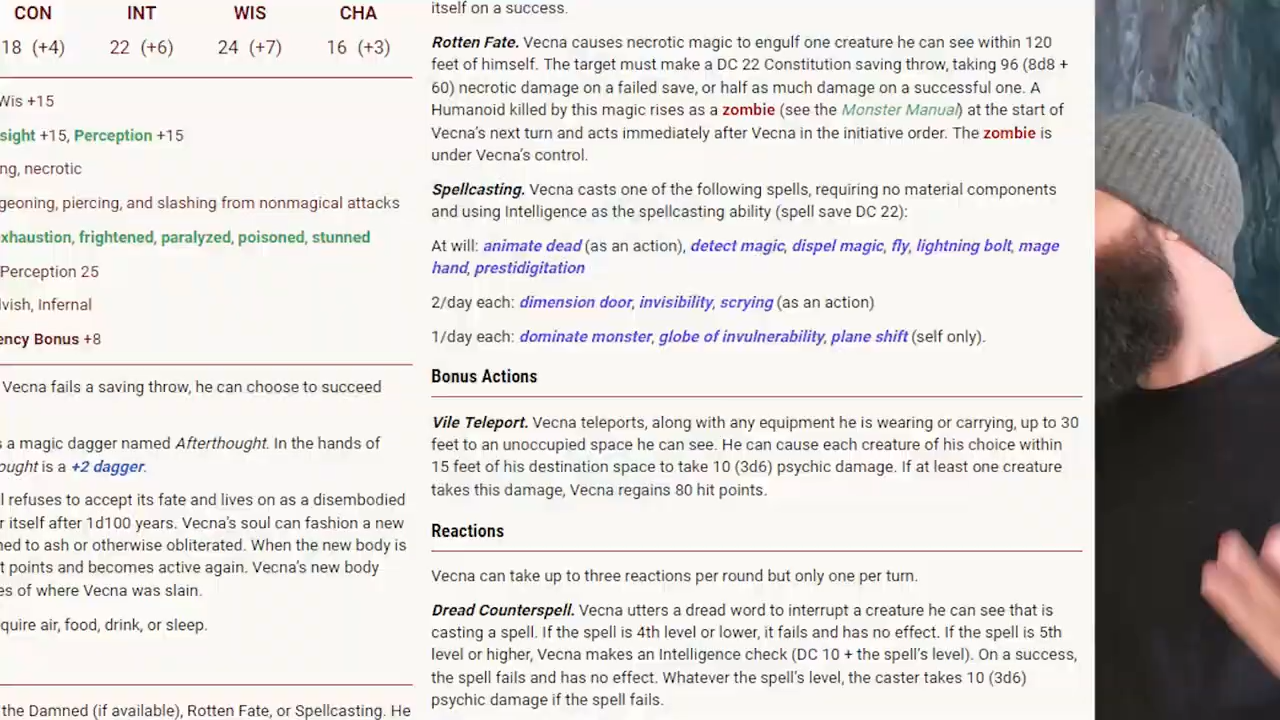 CON INT WIS CHA
18 (+4) 22 (+6) 24 (+7) 16 (+3)
Wis +15
sight +15, Perception +15
ng, necrotic
geoning, piercing, and slashing from nonmagical attacks
xhaustion, frightened, paralyzed, poisoned, stunned
Perception 25
lvish, Infernal
ency Bonus +8
Vecna fails a saving throw, he can choose to succeed
s a magic dagger named Afterthought. In the hands of
ought is a +2 dagger.
l refuses to accept its fate and lives on as a disembodied
r itself after 1d100 years. Vecna's soul can fashion a new
ned to ash or otherwise obliterated. When the new body is
t points and becomes active again. Vecna's new body
es of where Vecna was slain.
quire air, food, drink, or sleep.
the Damned (if available), Rotten Fate, or Spellcasting. He
itself on a success.
Rotten Fate. Vecna causes necrotic magic to engulf one creature he can see within 120
feet of himself. The target must make a DC 22 Constitution saving throw, taking 96 (8d8 +
60) necrotic damage on a failed save, or half as much damage on a successful one. A
Humanoid killed by this magic rises as a zombie (see the Monster Manual) at the start of
Vecna's next turn and acts immediately after Vecna in the initiative order. The zombie is
under Vecna's control.
Spellcasting. Vecna casts one of the following spells, requiring no material components
and using Intelligence as the spellcasting ability (spell save DC 22):
At will: animate dead (as an action), detect magic, dispel magic, fly, lightning bolt, mage
hand, prestidigitation
2/day each: dimension door, invisibility, scrying (as an action)
1/day each: dominate monster, globe of invulnerability, plane shift (self only).
Bonus Actions
Vile Teleport. Vecna teleports, along with any equipment he is wearing or carrying, up to 30
feet to an unoccupied space he can see. He can cause each creature of his choice within
15 feet of his destination space to take 10 (3d6) psychic damage. If at least one creature
takes this damage, Vecna regains 80 hit points.
Reactions
Vecna can take up to three reactions per round but only one per turn.
Dread Counterspell. Vecna utters a dread word to interrupt a creature he can see that is
casting a spell. If the spell is 4th level or lower, it fails and has no effect. If the spell is 5th
level or higher, Vecna makes an Intelligence check (DC 10 + the spell's level). On a success,
the spell fails and has no effect. Whatever the spell's level, the caster takes 10 (3d6)
psychic damage if the spell fails.